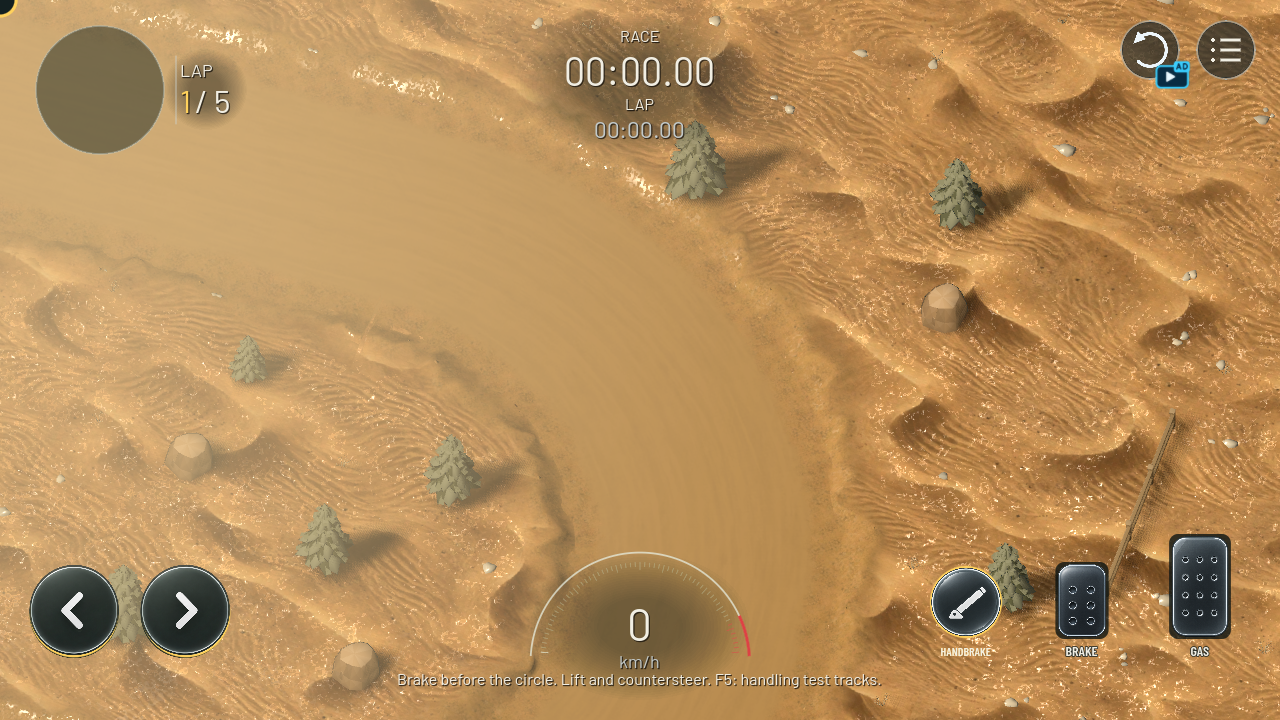 RACE
00:00.00
LAP
00:00.00
LAP
1/ 5
AD
0
km/h
Brake before the circle. Lift and countersteer. F5: handling test tracks.
HANDBRAKE
BRAKE
GAS